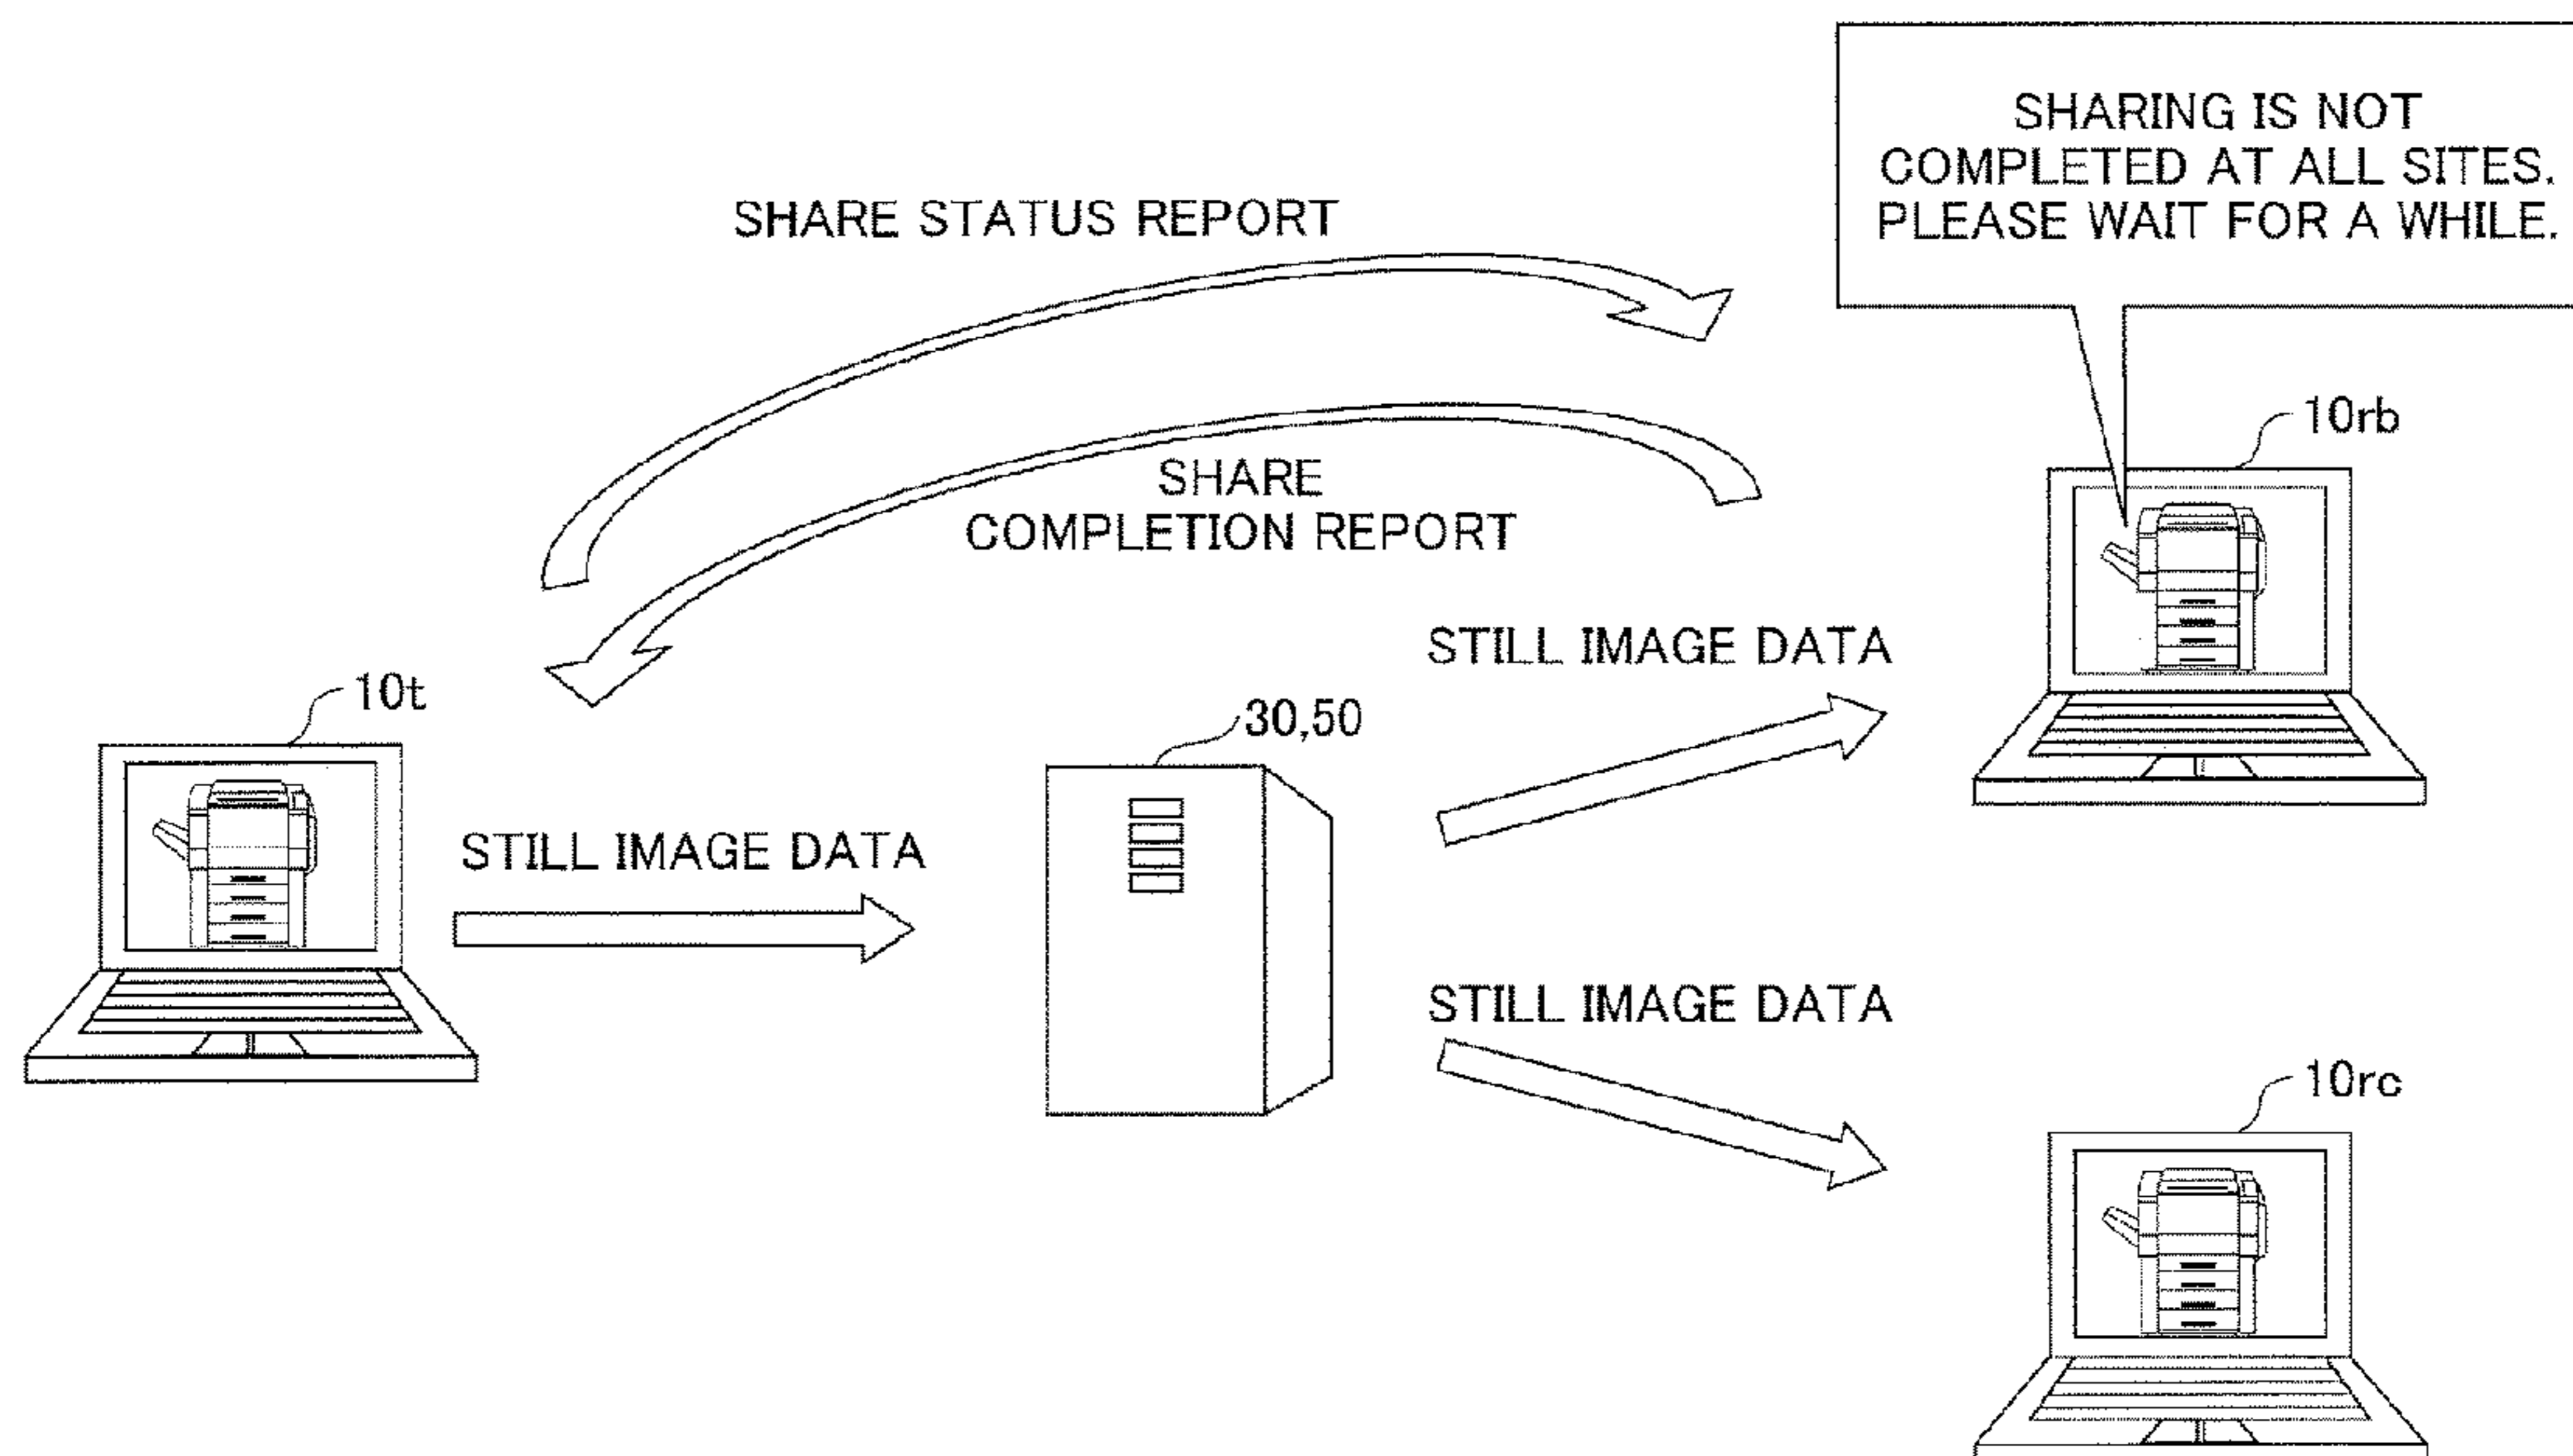 SHARING IS NOT
COMPLETED AT ALL SITES.
PLEASE WAIT FOR A WHILE.
SHARE STATUS REPORT
10rb
SHARE
COMPLETION REPORT
STILL IMAGE DATA
10t
30,50
STILL IMAGE DATA
STILL IMAGE DATA
10rc